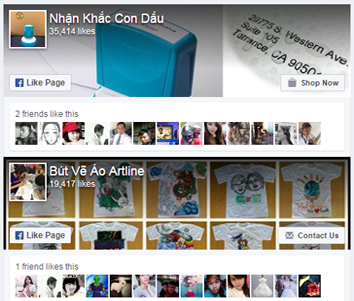 Nhận Khắc Con Dấu
35,414 likes
20775 S. Western Ave.
Suite 105
Torrance, CA 90501
Like Page
Shop Now
2 friends like this
Bút Vẽ Áo Artline
19,417 likes
Like Page
Contact Us
1 friend likes this